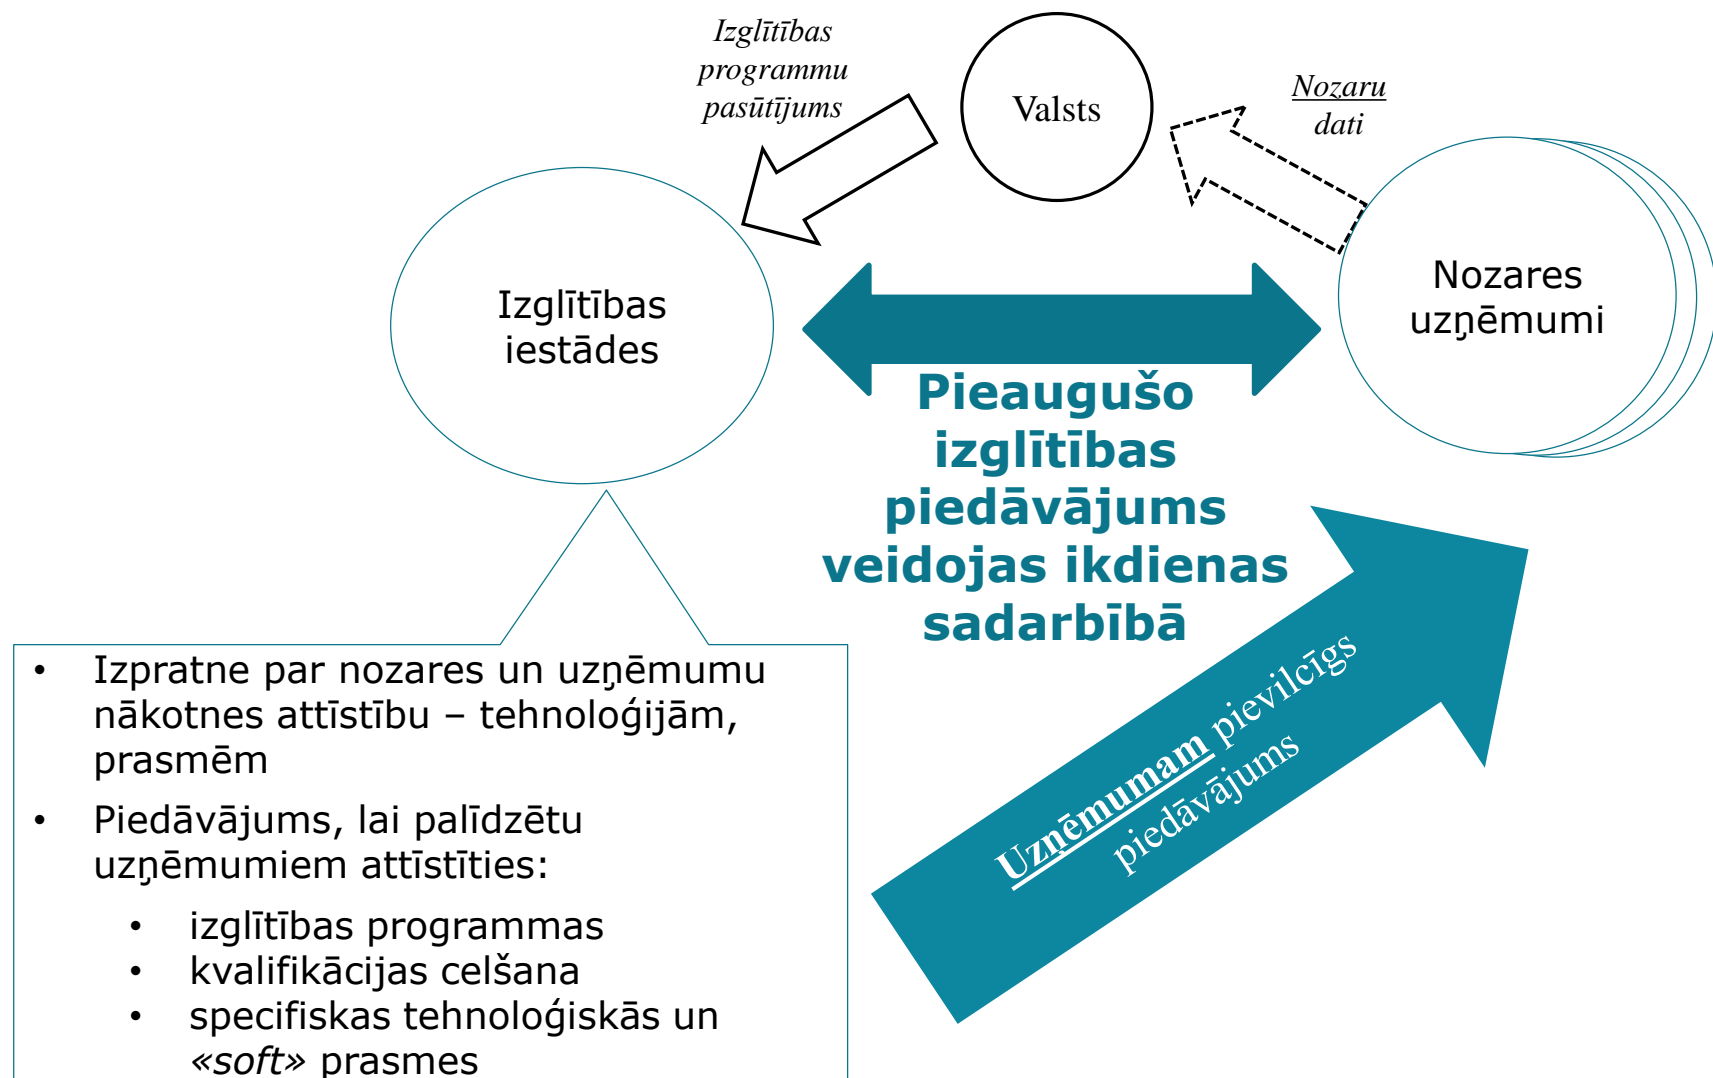 Izglītības
programmu
pasūtījums
Valsts
Nozaru
dati
Izglītības
iestādes
Nozares
uzņēmumi
Pieaugušo
izglītības
piedāvājums
veidojas ikdienas
sadarbībā
• Izpratne par nozares un uzņēmumu
nākotnes attīstību – tehnoloģijām,
prasmēm
• Piedāvājums, lai palīdzētu
uzņēmumiem attīstīties:
• izglītības programmas
• kvalifikācijas celšana
• specifiskas tehnoloģiskās un
«soft» prasmes
Uzņēmumam pievilcīgs
piedāvājums